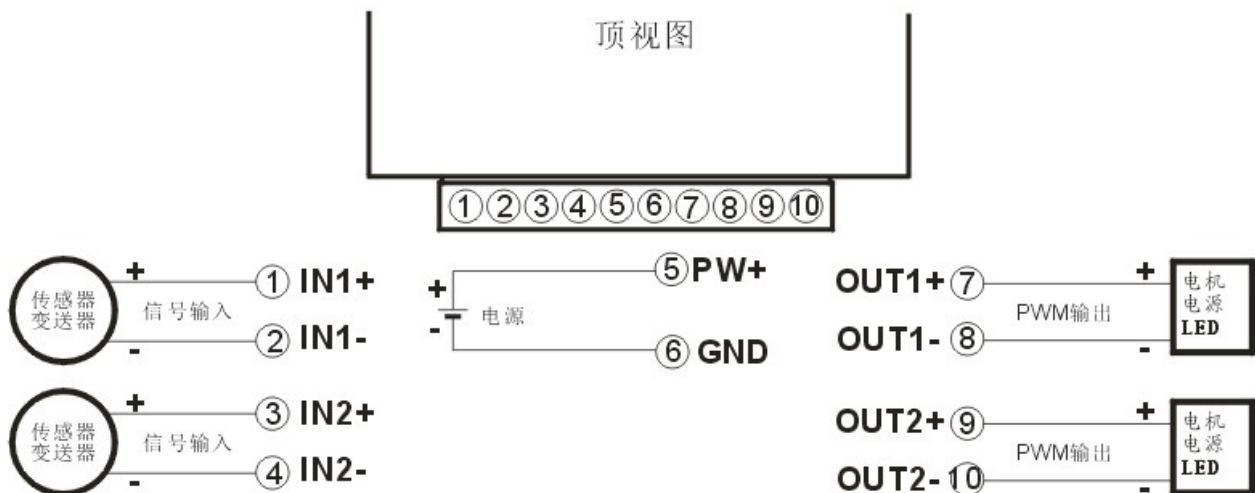 顶视图
①②③④⑤⑥⑦⑧⑨⑩
传感器
变送器
+
信号输入
-
① IN1+
② IN1-
+
-
电源
⑤ PW+
⑥ GND
OUT1+ ⑦
OUT1- ⑧
+
PWM输出
-
电机
电源
LED
传感器
变送器
+
信号输入
-
③ IN2+
④ IN2-
OUT2+ ⑨
OUT2- ⑩
+
PWM输出
-
电机
电源
LED